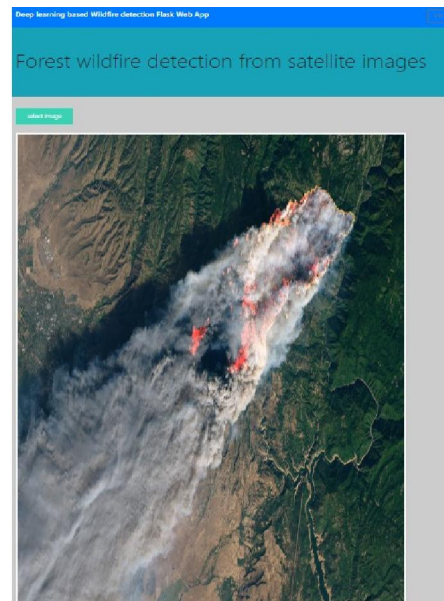 Deep learning based Wildfire detection Flask Web App
Forest wildfire detection from satellite images
select image